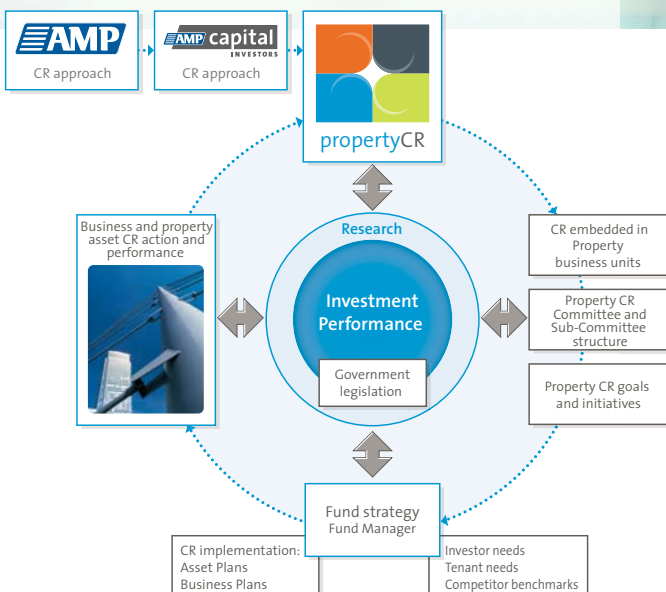 AMP
CR approach
AMP capital
INVESTORS
CR approach
propertyCR
Business and property
asset CR action and
performance
Research
Investment
Performance
Government
legislation
CR embedded in
Property
business units
Property CR
Committee and
Sub-Committee
structure
Property CR goals
and initiatives
Fund strategy
Fund Manager
CR implementation:
Asset Plans
Business Plans
Investor needs
Tenant needs
Competitor benchmarks